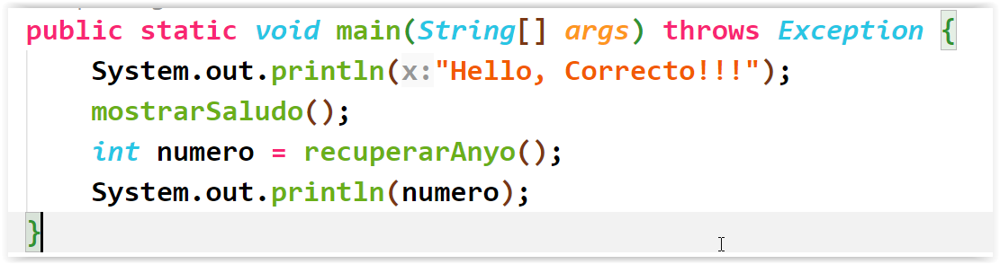 public static void main(String[] args) throws Exception {
System.out.println(x:"Hello, Correcto!!!");
mostrarSaludo();
int numero = recuperarAnyo();
System.out.println(numero);
}